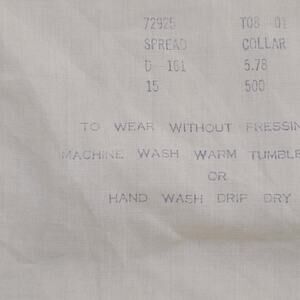 72925 T08 01
SPREAD COLLAR
D 161 5.78
15 500
TO WEAR WITHOUT PRESSIN
MACHINE WASH WARM TUMBLE
OR
HAND WASH DRIP DRY